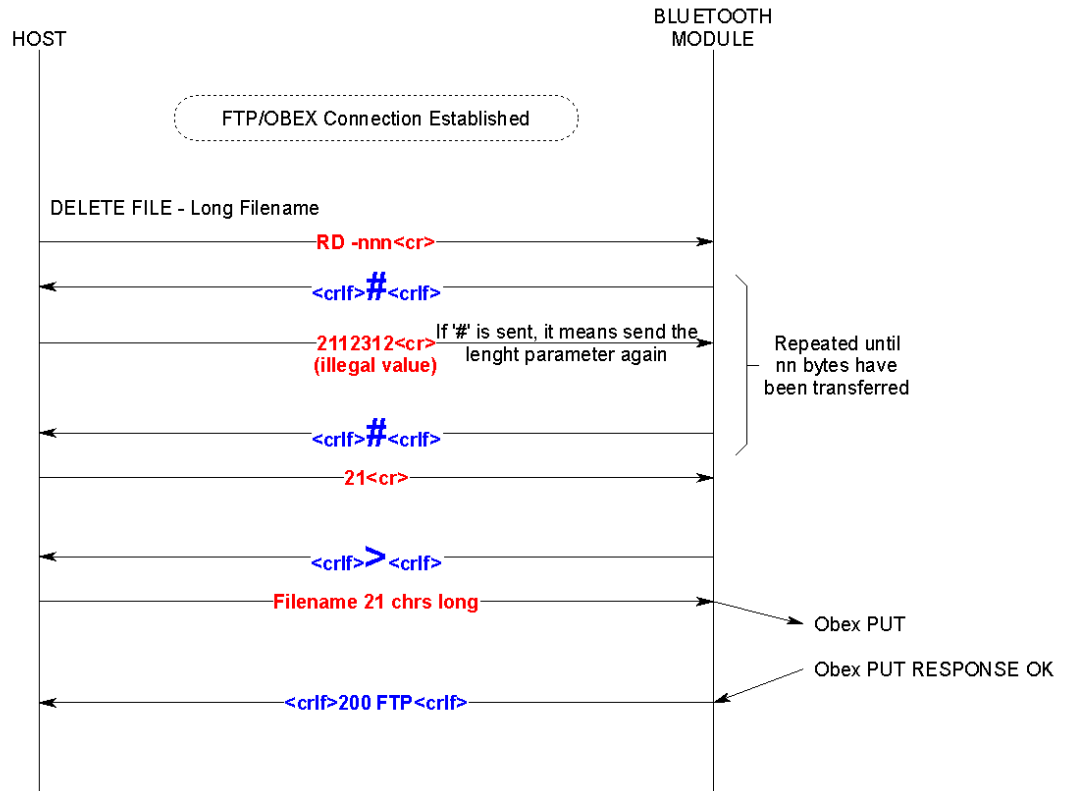 HOST
BLUETOOTH
MODULE
FTP/OBEX Connection Established
DELETE FILE - Long Filename
RD -nnn<cr>
<crlf>#<crlf>
2112312<cr>
(illegal value)
If '#' is sent, it means send the
lenght parameter again
Repeated until
nn bytes have
been transferred
<crlf>#<crlf>
21<cr>
<crlf>><crlf>
Filename 21 chrs long
Obex PUT
Obex PUT RESPONSE OK
<crlf>200 FTP<crlf>